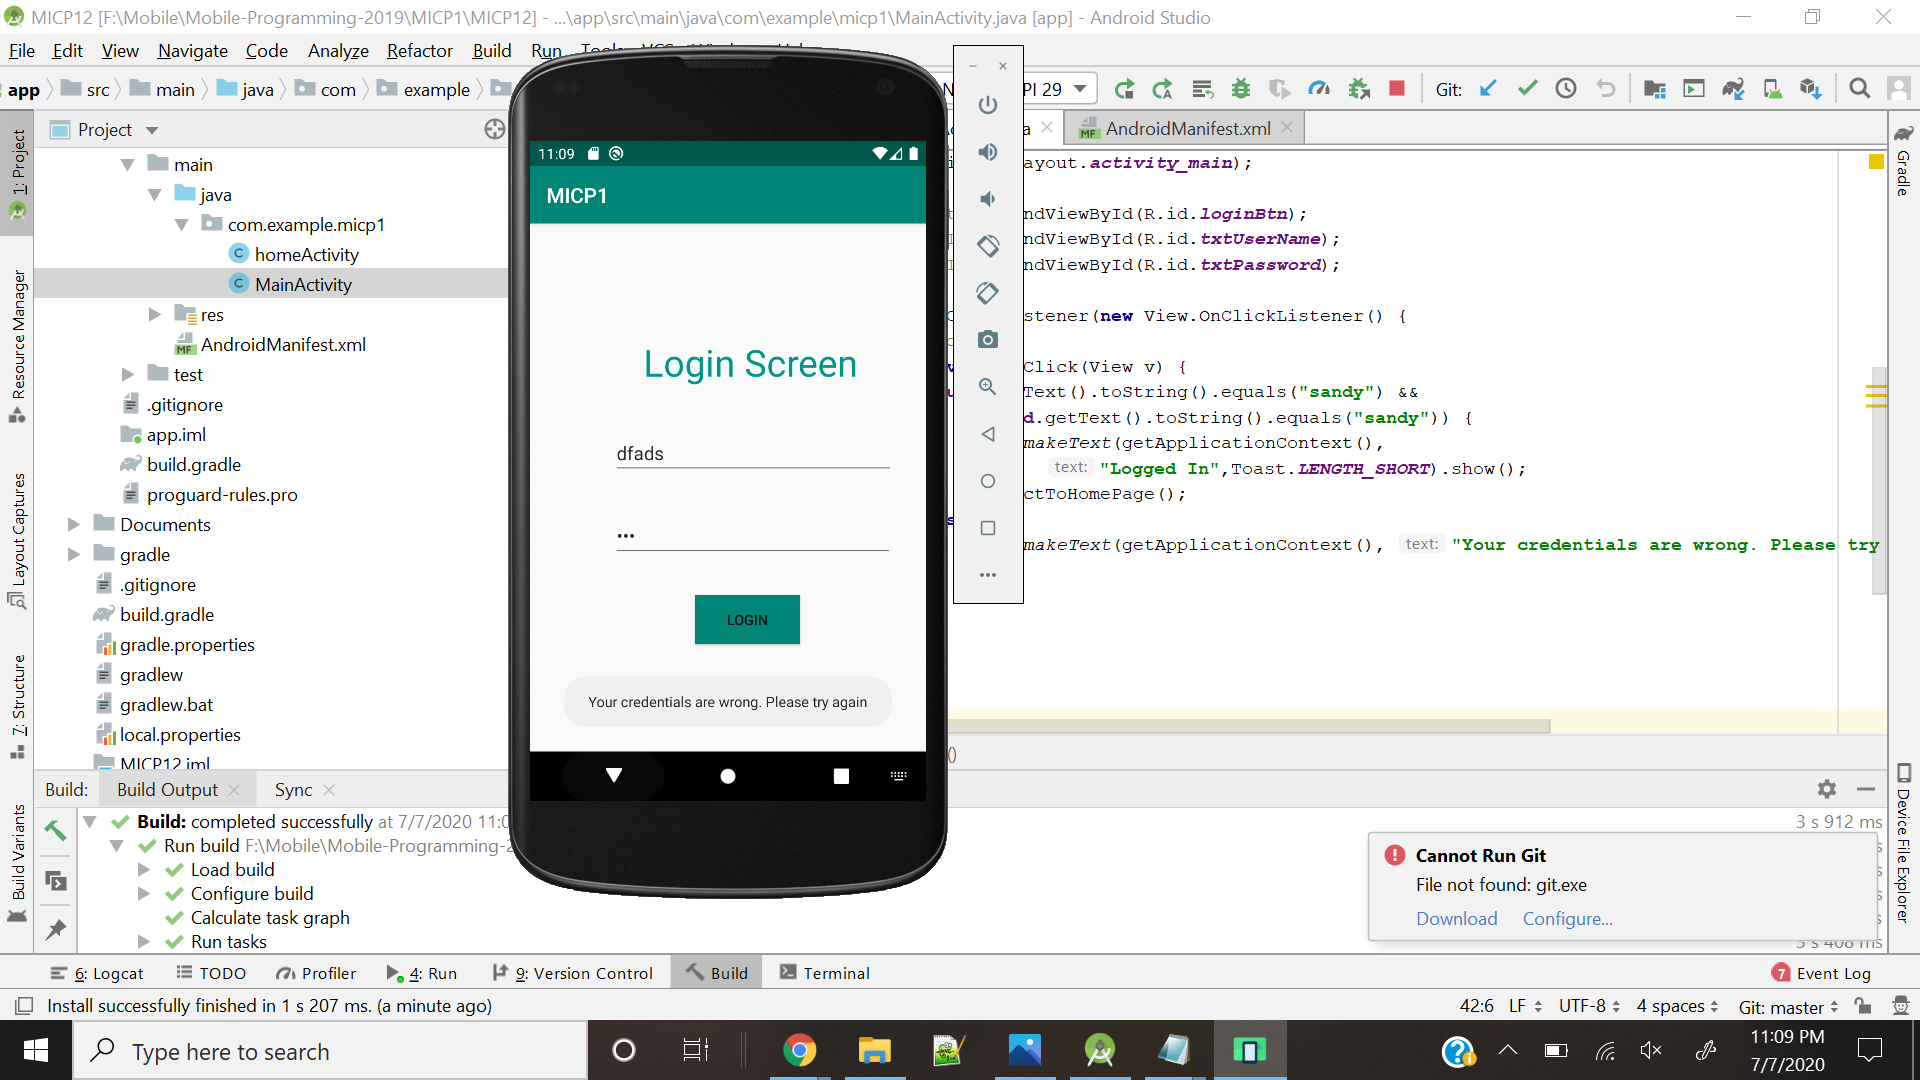 MICP12 [F:\Mobile\Mobile-Programming-2019\MICP1\MICP12] - ...\app\src\main\java\com\example\micp1\MainActivity.java [app] - Android Studio
File Edit View Navigate Code Analyze Refactor Build Run
app src main java com example
PI 29
Git:
Project
a
AndroidManifest.xml
main
java
com.example.micp1
homeActivity
MainActivity
res
AndroidManifest.xml
test
.gitignore
app.iml
build.gradle
proguard-rules.pro
Documents
gradle
.gitignore
build.gradle
gradle.properties
gradlew
gradlew.bat
local.properties
MICP12.iml
1: Project
Resource Manager
Layout Captures
7: Structure
Build Variants
11:09
MICP1
Login Screen
dfads
•••
LOGIN
Your credentials are wrong. Please try again
ayout.activity_main);
ndViewById(R.id.loginBtn);
ndViewById(R.id.txtUserName);
ndViewById(R.id.txtPassword);
stener(new View.OnClickListener() {
Click(View v) {
Text().toString().equals("sandy") &&
d.getText().toString().equals("sandy")) {
makeText(getApplicationContext(),
text: "Logged In",Toast.LENGTH_SHORT).show();
ctToHomePage();
makeText(getApplicationContext(), text: "Your credentials are wrong. Please try
()
Gradle
Device File Explorer
Build: Build Output Sync
Build: completed successfully at 7/7/2020 11:0
3 s 912 ms
Run build F:\Mobile\Mobile-Programming-2
Load build
Configure build
Calculate task graph
Run tasks
3 s 408 ms
Cannot Run Git
File not found: git.exe
Download Configure...
6: Logcat TODO Profiler 4: Run 9: Version Control Build Terminal
7 Event Log
Install successfully finished in 1 s 207 ms. (a minute ago)
42:6 LF UTF-8 4 spaces Git: master
Type here to search
11:09 PM
7/7/2020